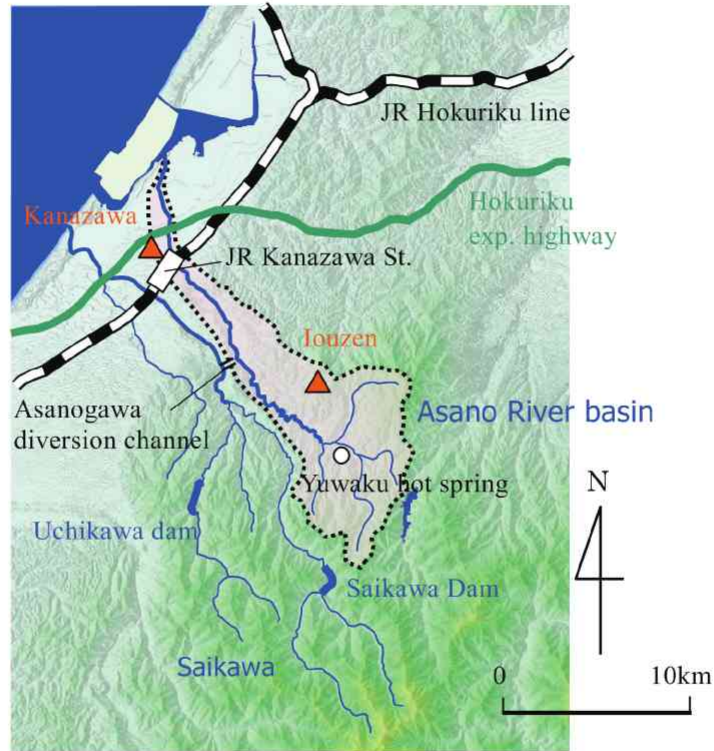 JR Hokuriku line
Kanazawa
Hokuriku
exp. highway
JR Kanazawa St.
Iouzen
Asanogawa
diversion channel
Asano River basin
Yuwaku hot spring
N
Uchikawa dam
Saikawa Dam
Saikawa
0 10km